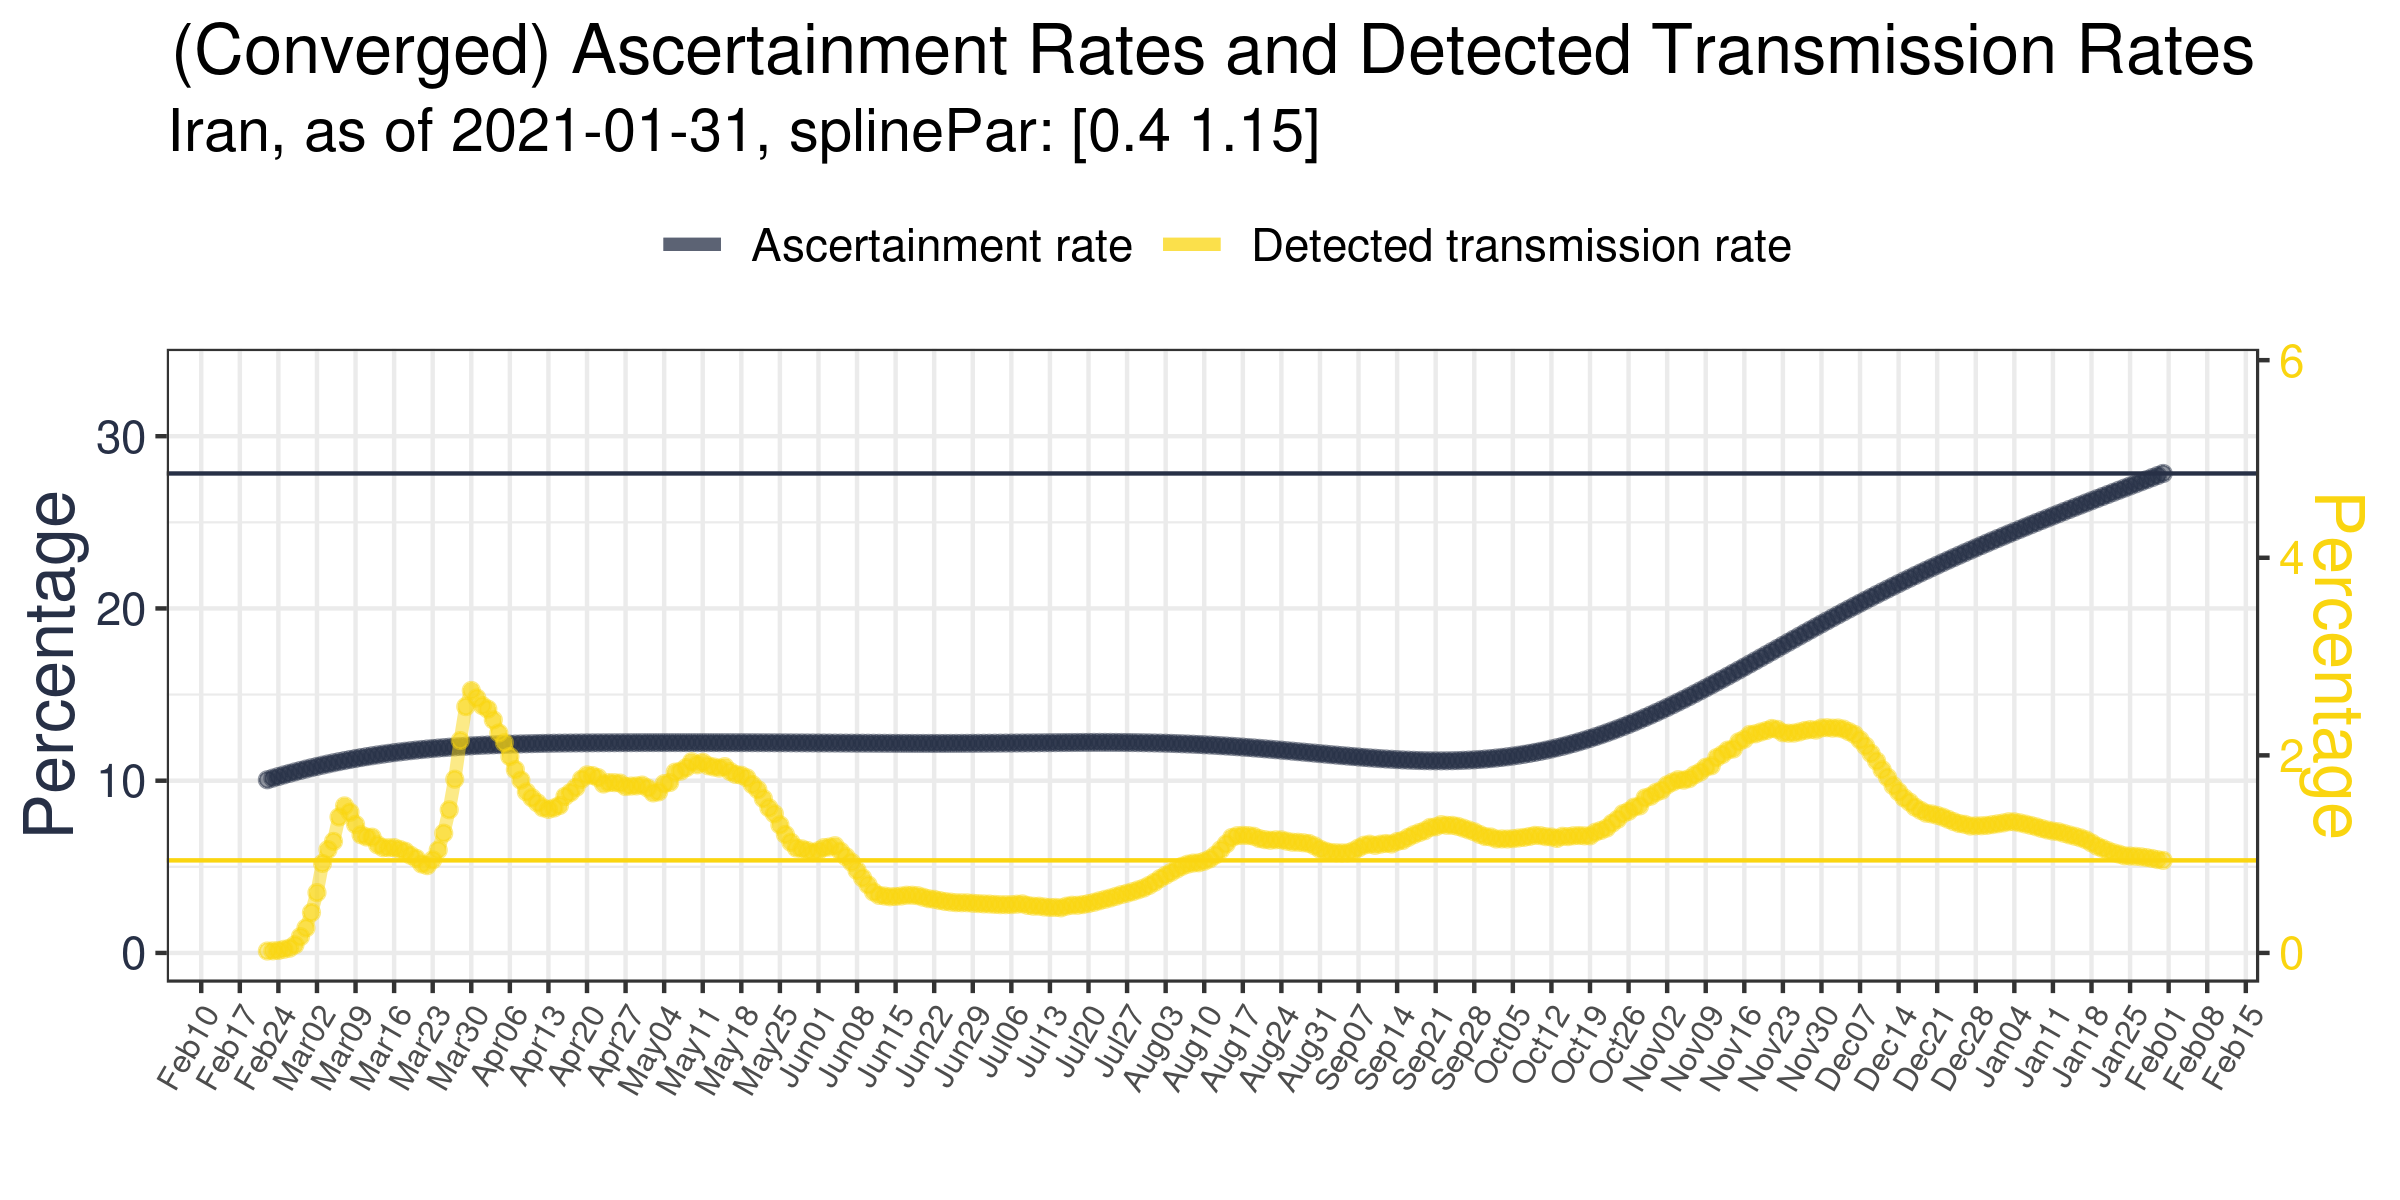 (Converged) Ascertainment Rates and Detected Transmission Rates
Iran, as of 2021-01-31, splinePar: [0.4 1.15]
Ascertainment rate Detected transmission rate
Percentage
30
20
10
0
6
4
2
0
Percentage
Feb10 Feb17 Feb24 Mar02 Mar09 Mar16 Mar23 Mar30 Apr06 Apr13 Apr20 Apr27 May04 May11 May18 May25 Jun01 Jun08 Jun15 Jun22 Jun29 Jul06 Jul13 Jul20 Jul27 Aug03 Aug10 Aug17 Aug24 Aug31 Sep07 Sep14 Sep21 Sep28 Oct05 Oct12 Oct19 Oct26 Nov02 Nov09 Nov16 Nov23 Nov30 Dec07 Dec14 Dec21 Dec28 Jan04 Jan11 Jan18 Jan25 Feb01 Feb08 Feb15